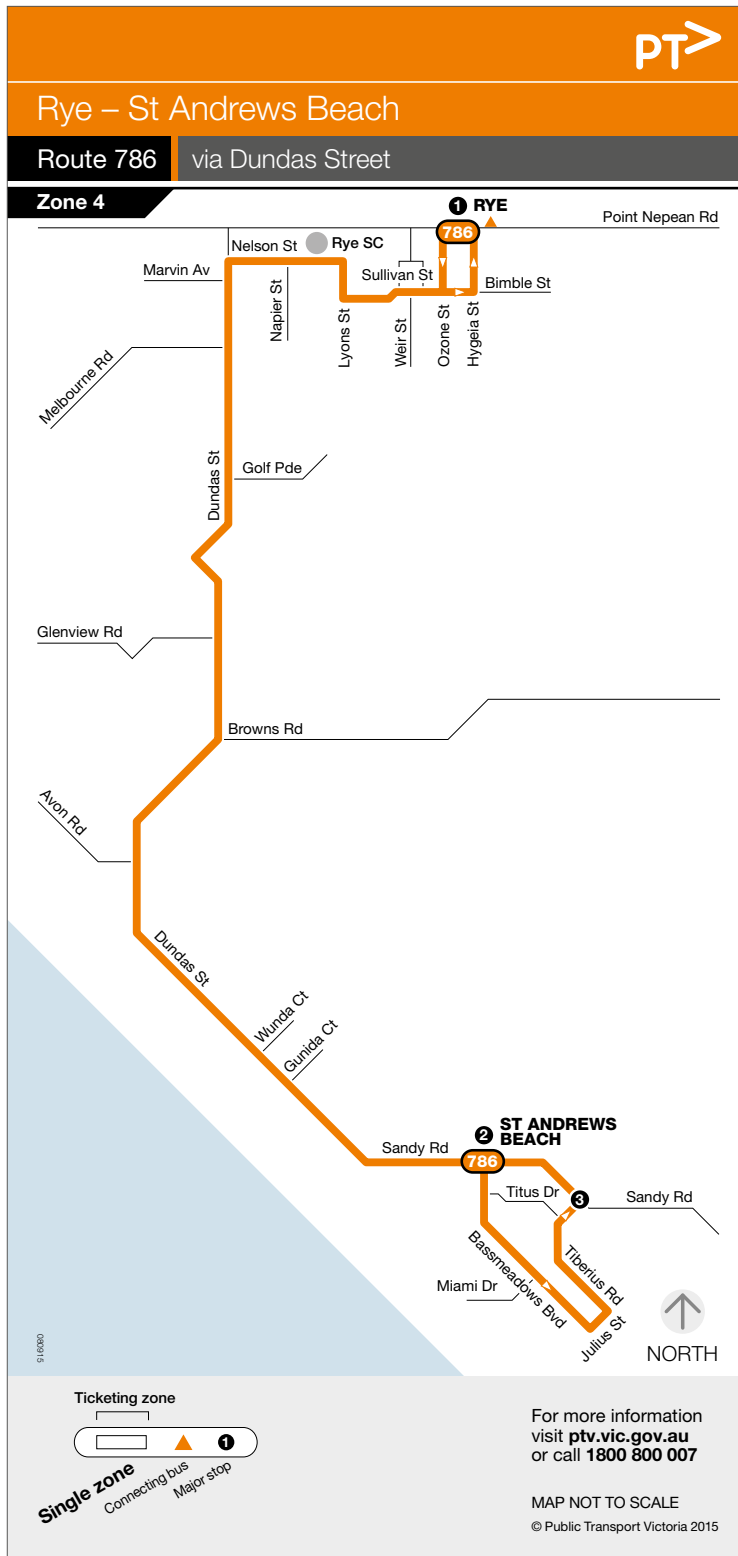 PT>
Rye – St Andrews Beach
Route 786 via Dundas Street
Zone 4
1 RYE
Point Nepean Rd
786
Nelson St
Rye SC
Marvin Av
Sullivan St
Bimble St
Napier St
Lyons St
Weir St
Ozone St
Hygeia St
Melbourne Rd
Dundas St
Golf Pde
Glenview Rd
Browns Rd
Avon Rd
Dundas St
Wunda Ct
Gunida Ct
2 ST ANDREWS
BEACH
Sandy Rd
786
Titus Dr
3
Sandy Rd
Bassmeadows Bvd
Tiberius Rd
Miami Dr
Julius St
NORTH
080915
Ticketing zone
1
Single zone
Connecting bus
Major stop
For more information
visit ptv.vic.gov.au
or call 1800 800 007
MAP NOT TO SCALE
© Public Transport Victoria 2015